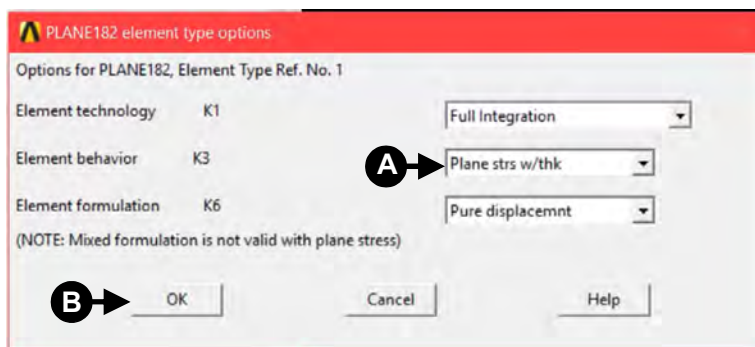 PLANE182 element type options
Options for PLANE182, Element Type Ref. No. 1
Element technology K1 Full Integration
Element behavior K3 A Plane strs w/thk
Element formulation K6 Pure displacemnt
(NOTE: Mixed formulation is not valid with plane stress)
B OK Cancel Help